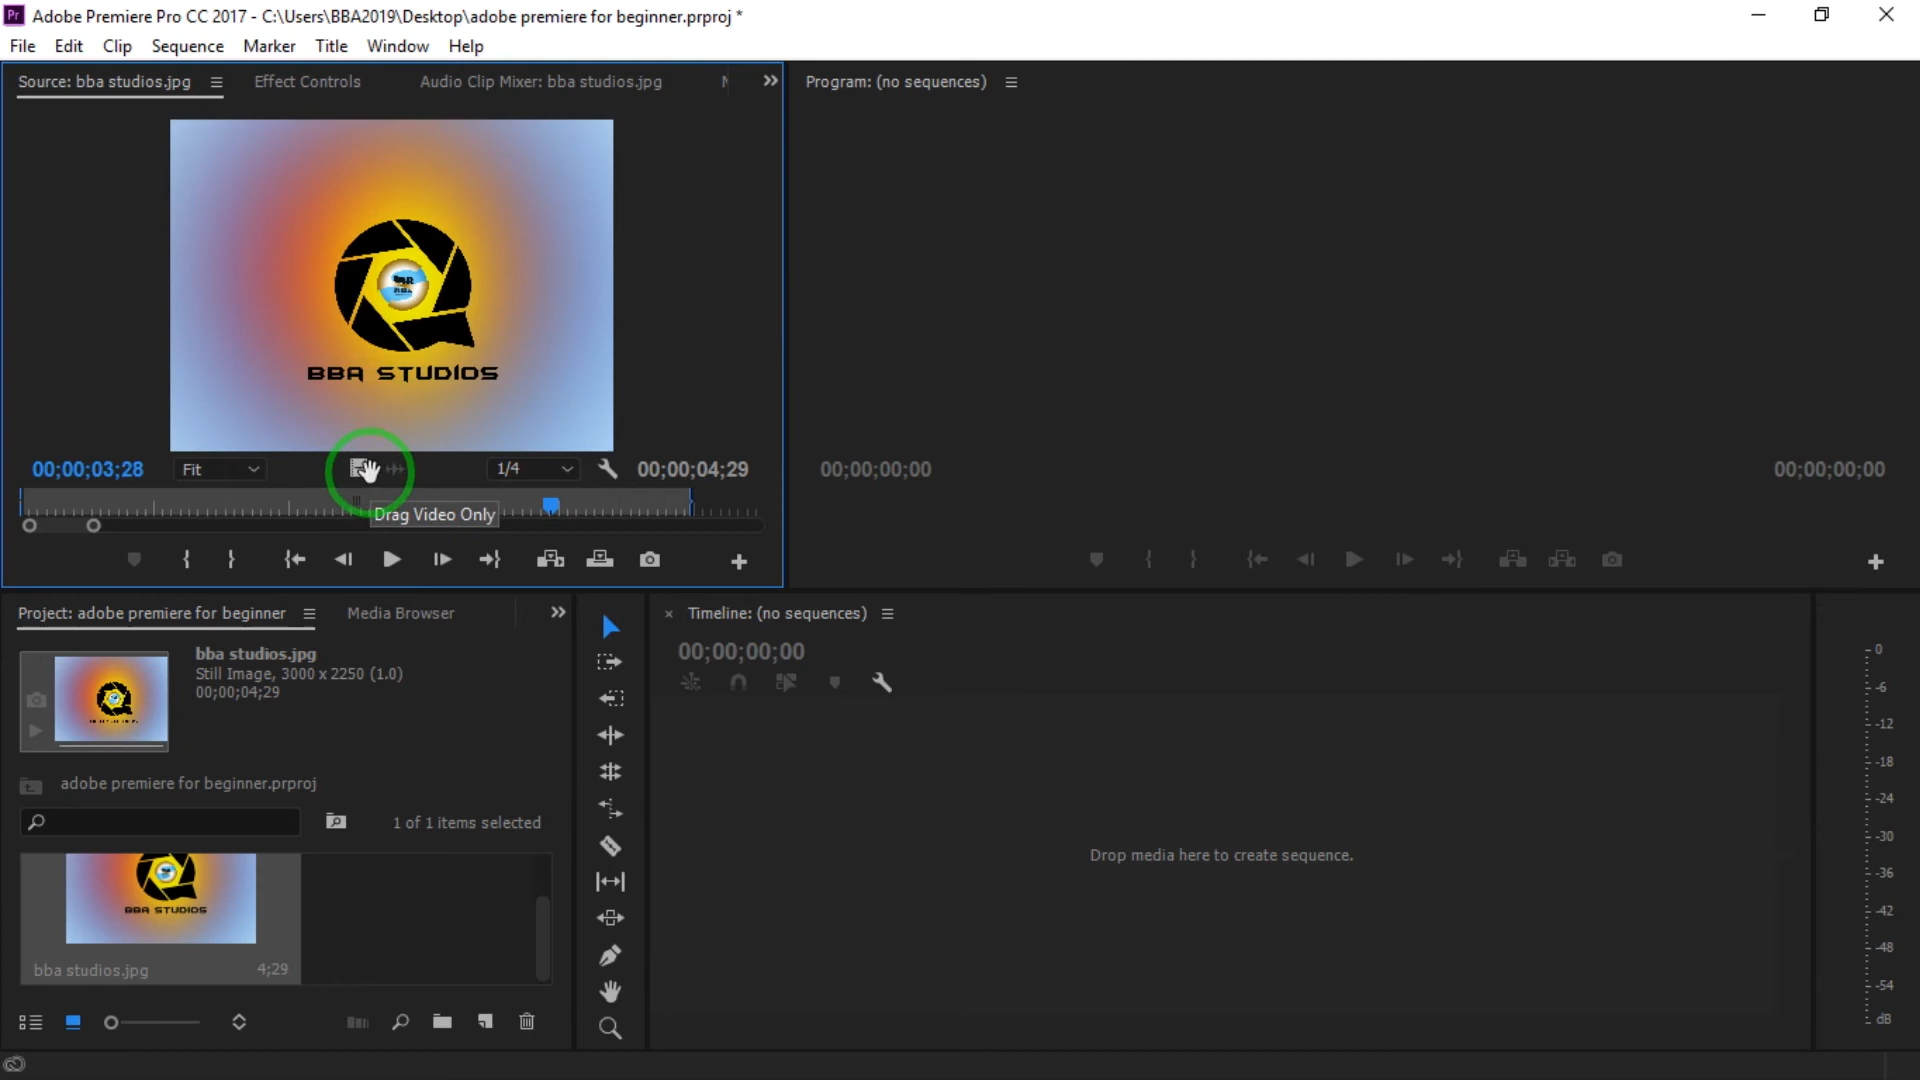 Pr Adobe Premiere Pro CC 2017 - C:\Users\BBA2019\Desktop\adobe premiere for beginner.prproj *
File Edit Clip Sequence Marker Title Window Help
Source: bba studios.jpg Effect Controls Audio Clip Mixer: bba studios.jpg
Program: (no sequences)
BBA STUDIOS
00;00;03;28 Fit 1/4 00;00;04;29
00;00;00;00 00;00;00;00
Drag Video Only
Project: adobe premiere for beginner Media Browser
bba studios.jpg
Still Image, 3000 x 2250 (1.0)
00;00;04;29
adobe premiere for beginner.prproj
1 of 1 items selected
BBA STUDIOS
bba studios.jpg 4;29
× Timeline: (no sequences)
00;00;00;00
Drop media here to create sequence.
0
-6
-12
-18
-24
-30
-36
-42
-48
-54
dB